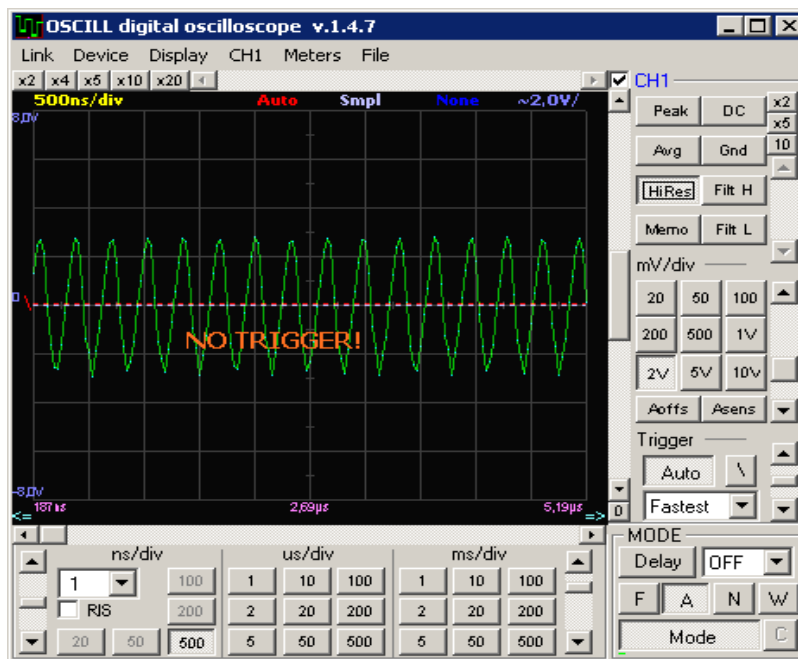 OSCILL digital oscilloscope v.1.4.7
Link Device Display CH1 Meters File
x2 x4 x5 x10 x20
CH1
500ns/div Auto Smpl None ~2,0V/
8,0V
Peak DC x2
x5
Avg Gnd 10
HiRes Filt H
Memo Filt L
mV/div
0
20 50 100
NO TRIGGER!
200 500 1V
2V 5V 10V
Aoffs Asens
Trigger
Auto \
-8,0V
<= 187ns 2,69µs 5,19µs => 0
Fastest
ns/div us/div ms/div
MODE
Delay OFF
1 100 1 10 100 1 10 100
RIS 200 2 20 200 2 20 200
F A N W
20 50 500 5 50 500 5 50 500
Mode C